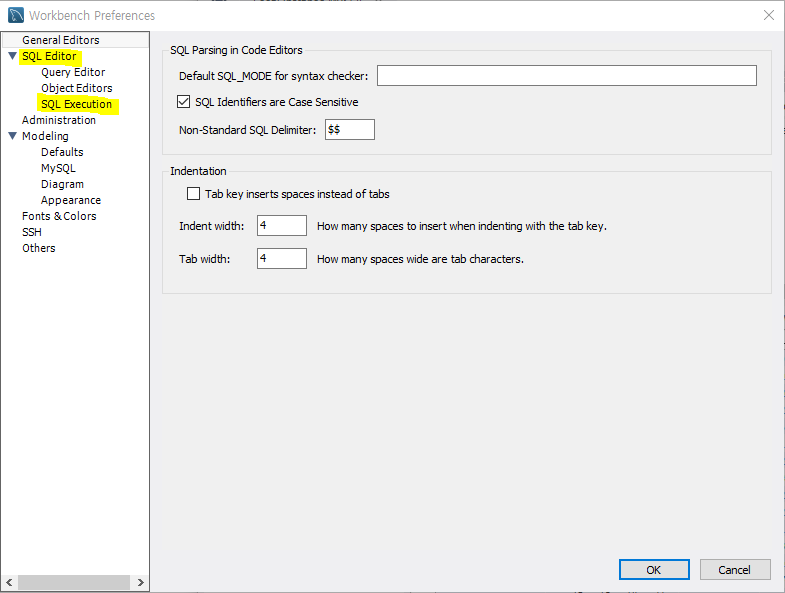 Workbench Preferences
General Editors
SQL Editor
Query Editor
Object Editors
SQL Execution
Administration
Modeling
Defaults
MySQL
Diagram
Appearance
Fonts & Colors
SSH
Others
SQL Parsing in Code Editors
Default SQL_MODE for syntax checker:
SQL Identifiers are Case Sensitive
Non-Standard SQL Delimiter: $$
Indentation
Tab key inserts spaces instead of tabs
Indent width: 4 How many spaces to insert when indenting with the tab key.
Tab width: 4 How many spaces wide are tab characters.
OK Cancel